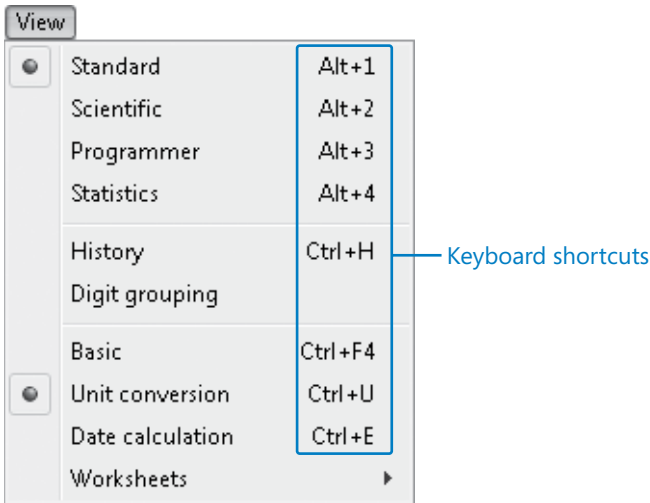 View
Standard Alt+1
Scientific Alt+2
Programmer Alt+3
Statistics Alt+4
History Ctrl+H
Keyboard shortcuts
Digit grouping
Basic Ctrl+F4
Unit conversion Ctrl+U
Date calculation Ctrl+E
Worksheets